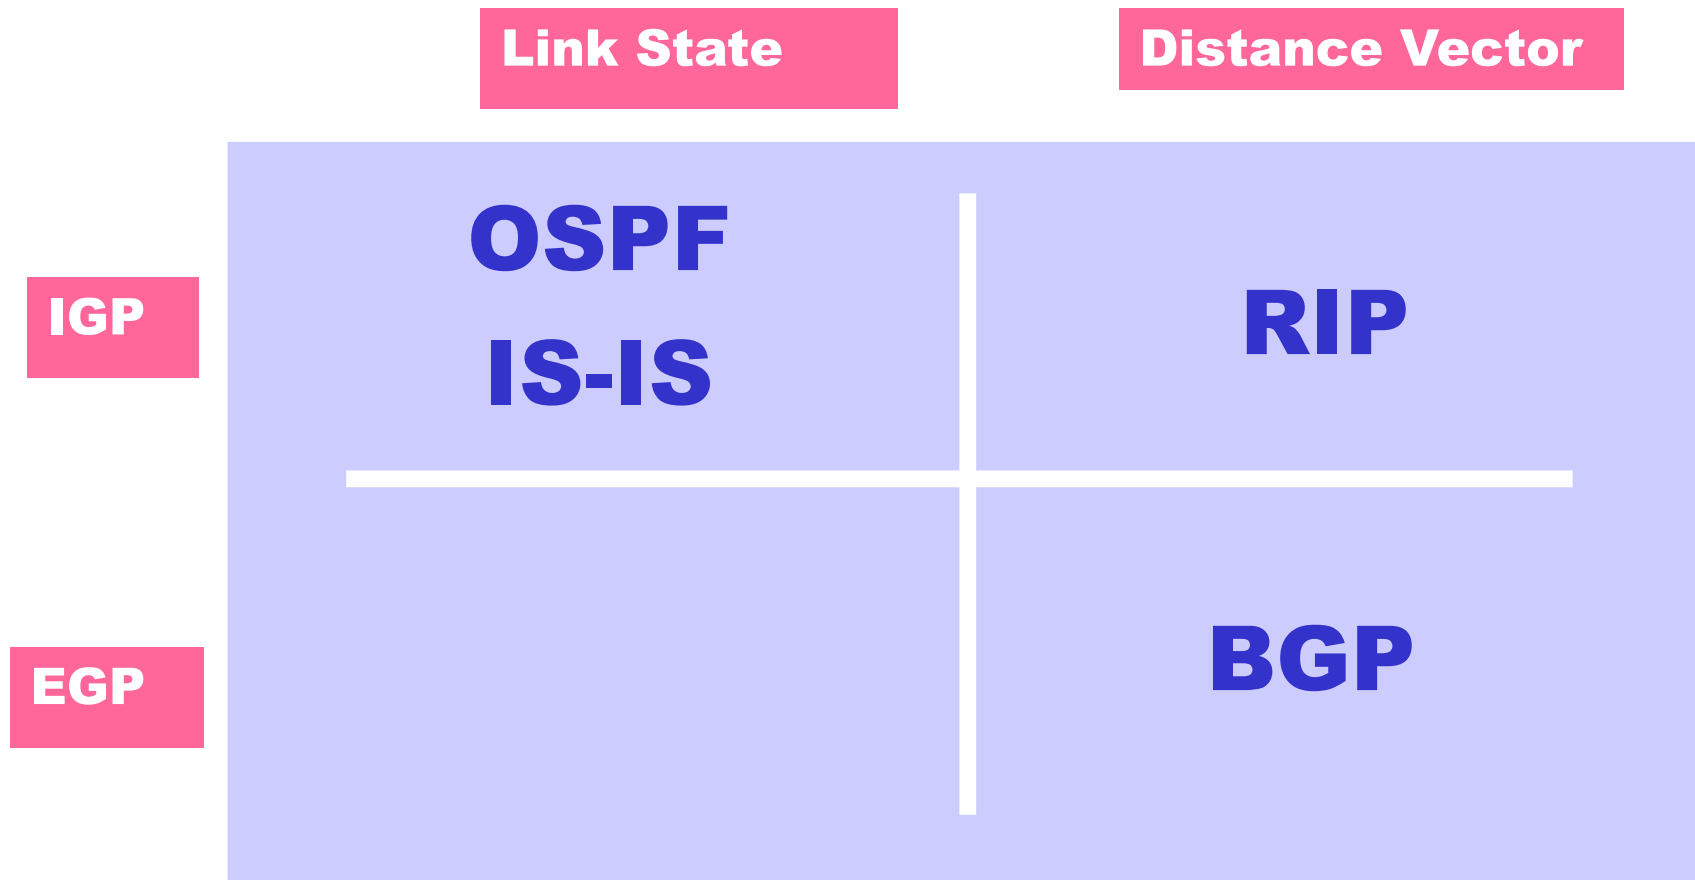 Link State
Distance Vector
IGP
OSPF
IS-IS
RIP
EGP
BGP